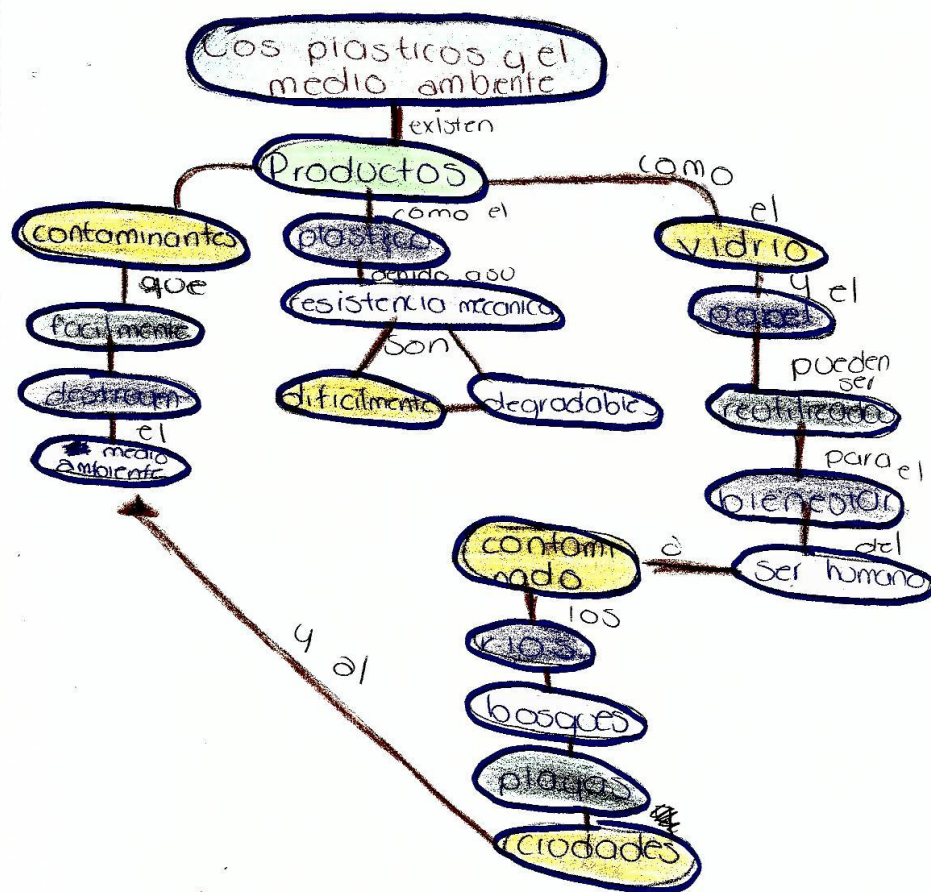 Los plasticos y el
medio ambiente
existen
Productos
contaminantes
que
facilmente
destruyen
el
medio
ambiente
como el
plastico
debido a su
resistencia mecanica
son
dificilmente
degradables
como
el
vidrio
y el
papel
pueden
ser
reutilizados
para el
bienestar
del
ser humano
a
contami
nado
los
rios
bosques
playas
ciudades
y al